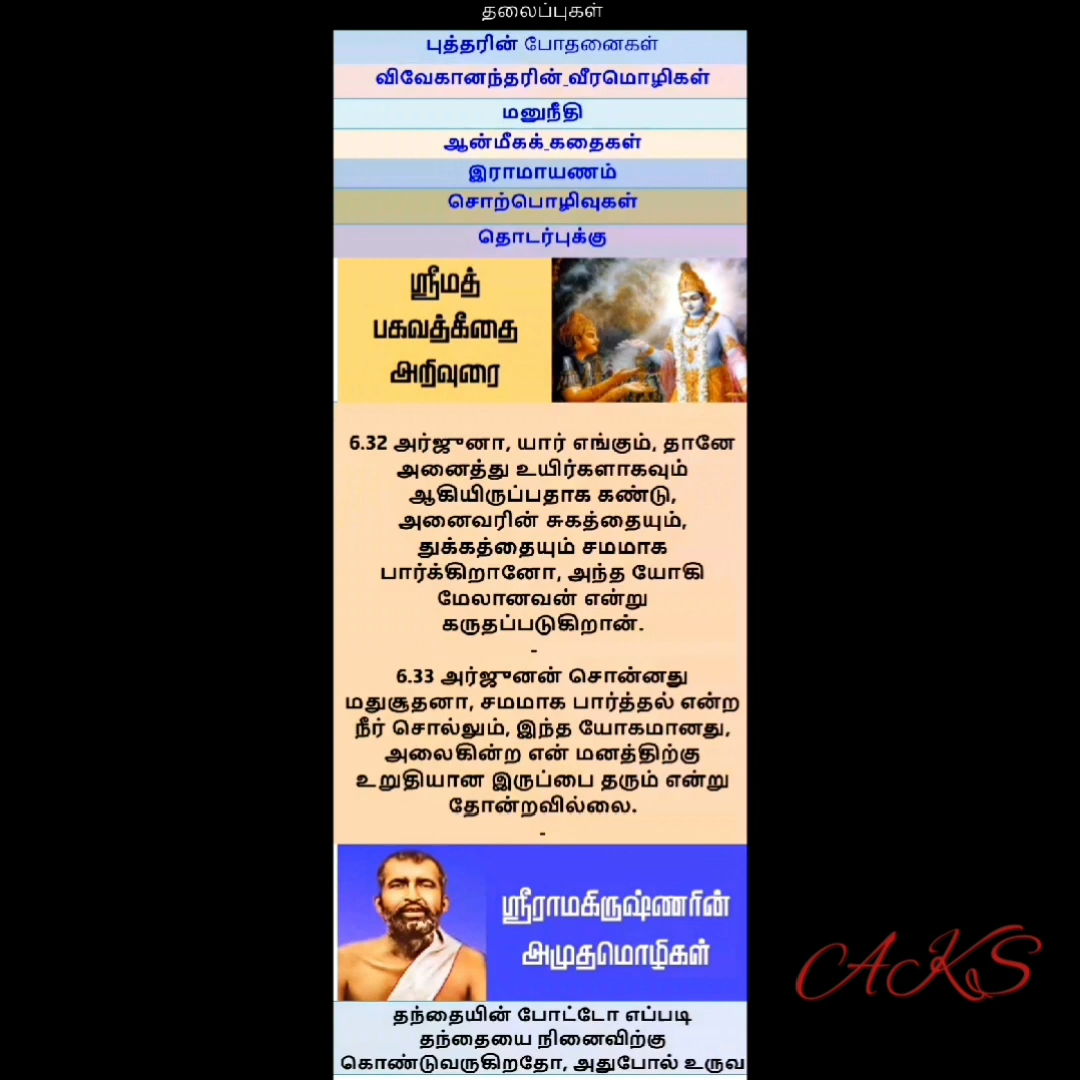 தலைப்புகள்
புத்தரின் போதனைகள்
விவேகானந்தரின்_வீரமொழிகள்
மனுநீதி
ஆன்மீகக்_கதைகள்
இராமாயணம்
சொற்பொழிவுகள்
தொடர்புக்கு
ஸ்ரீமத்
பகவத்கீதை
அறிவுரை
6.32 அர்ஜுனா, யார் எங்கும், தானே
அனைத்து உயிர்களாகவும்
ஆகியிருப்பதாக கண்டு,
அனைவரின் சுகத்தையும்,
துக்கத்தையும் சமமாக
பார்க்கிறானோ, அந்த யோகி
மேலானவன் என்று
கருதப்படுகிறான்.
-
6.33 அர்ஜுனன் சொன்னது
மதுசூதனா, சமமாக பார்த்தல் என்ற
நீர் சொல்லும், இந்த யோகமானது,
அலைகின்ற என் மனத்திற்கு
உறுதியான இருப்பை தரும் என்று
தோன்றவில்லை.
-
ஸ்ரீராமகிருஷ்ணரின்
அமுதமொழிகள்
AKS
தந்தையின் போட்டோ எப்படி
தந்தையை நினைவிற்கு
கொண்டுவருகிறதோ, அதுபோல் உருவ